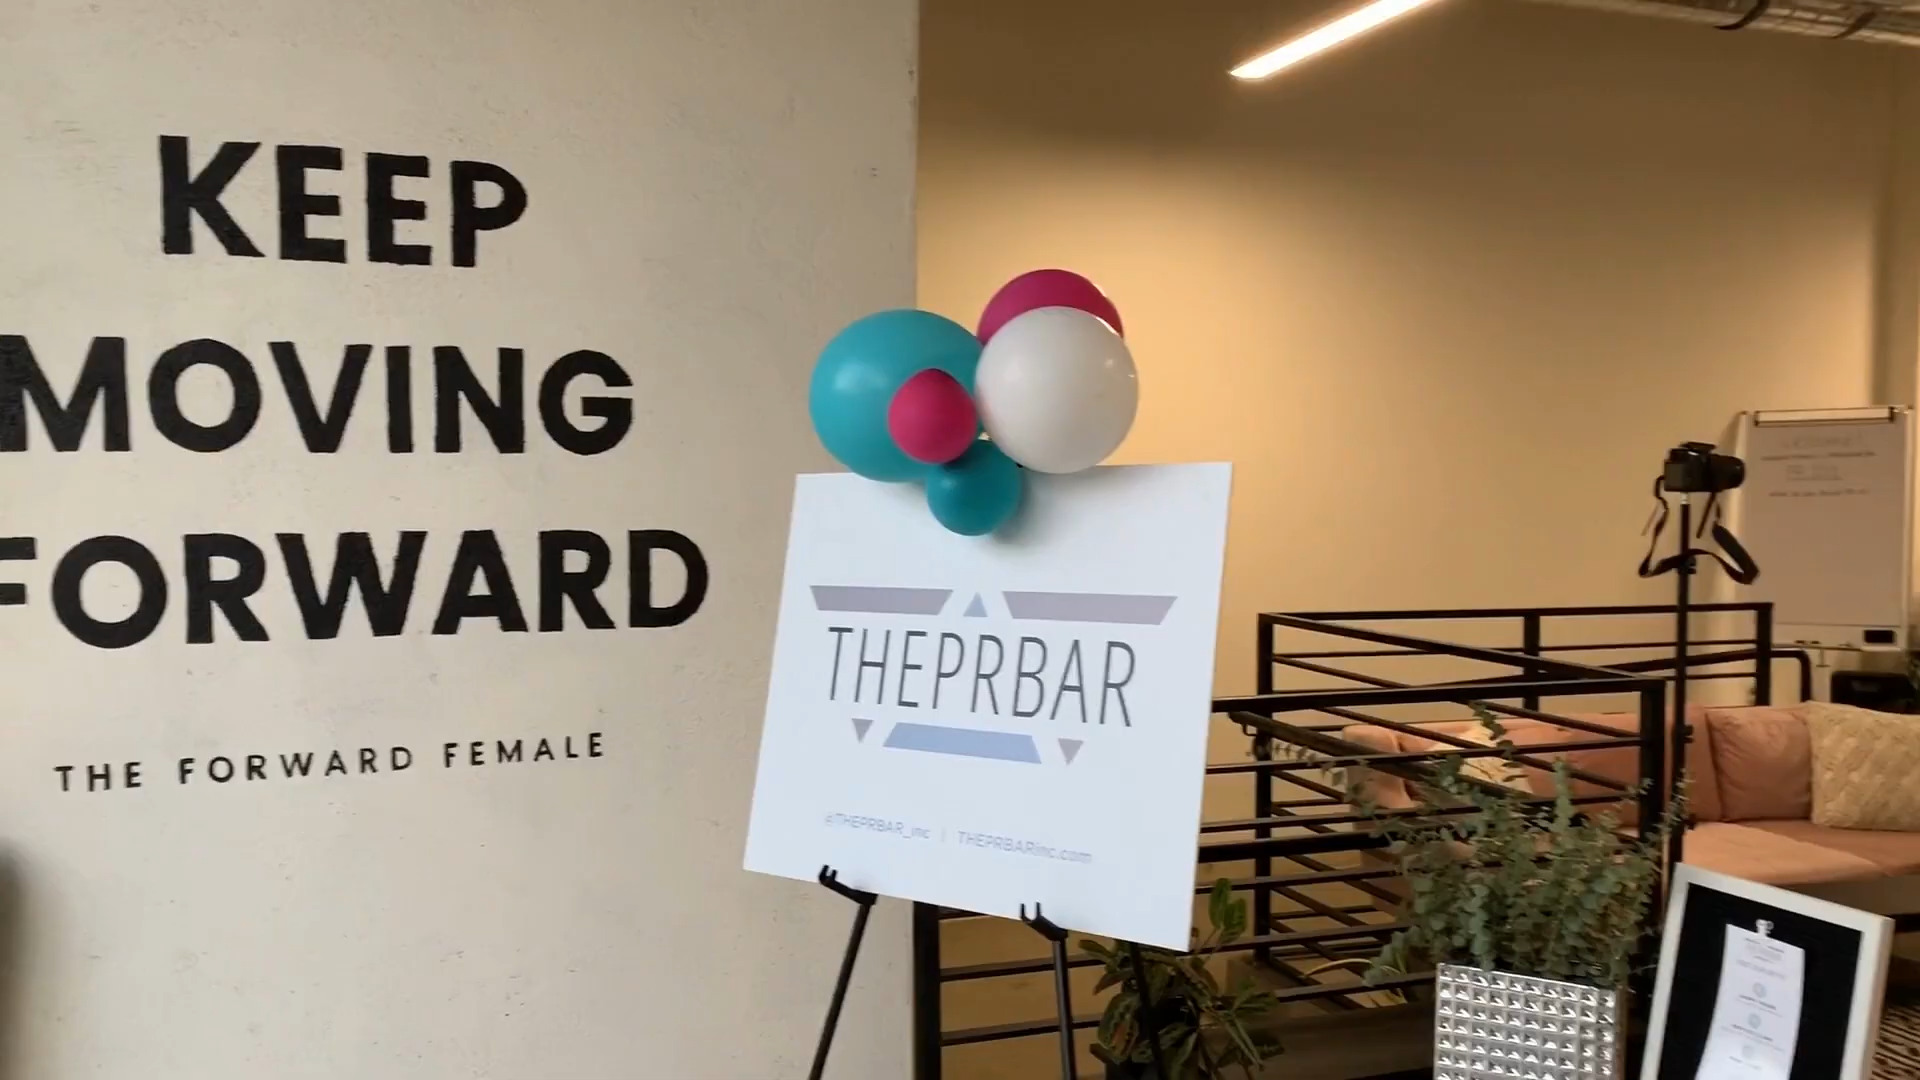 KEEP
MOVING
FORWARD
THE FORWARD FEMALE
THEPRBAR
@THEPRBAR_inc | THEPRBARinc.com